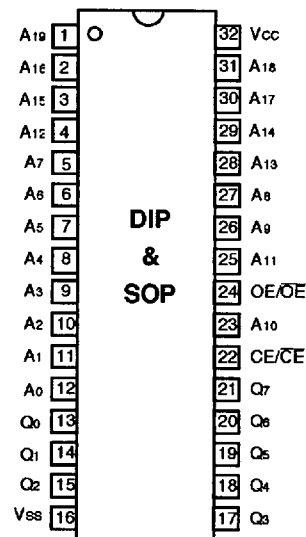 A19 1 32 Vcc
A16 2 31 A18
A15 3 30 A17
A12 4 29 A14
A7 5 28 A13
A6 6 27 A8
A5 7 DIP 26 A9
A4 8 & 25 A11
A3 9 SOP 24 OE/OE
A2 10 23 A10
A1 11 22 CE/CE
A0 12 21 Q7
Q0 13 20 Q6
Q1 14 19 Q5
Q2 15 18 Q4
Vss 16 17 Q3